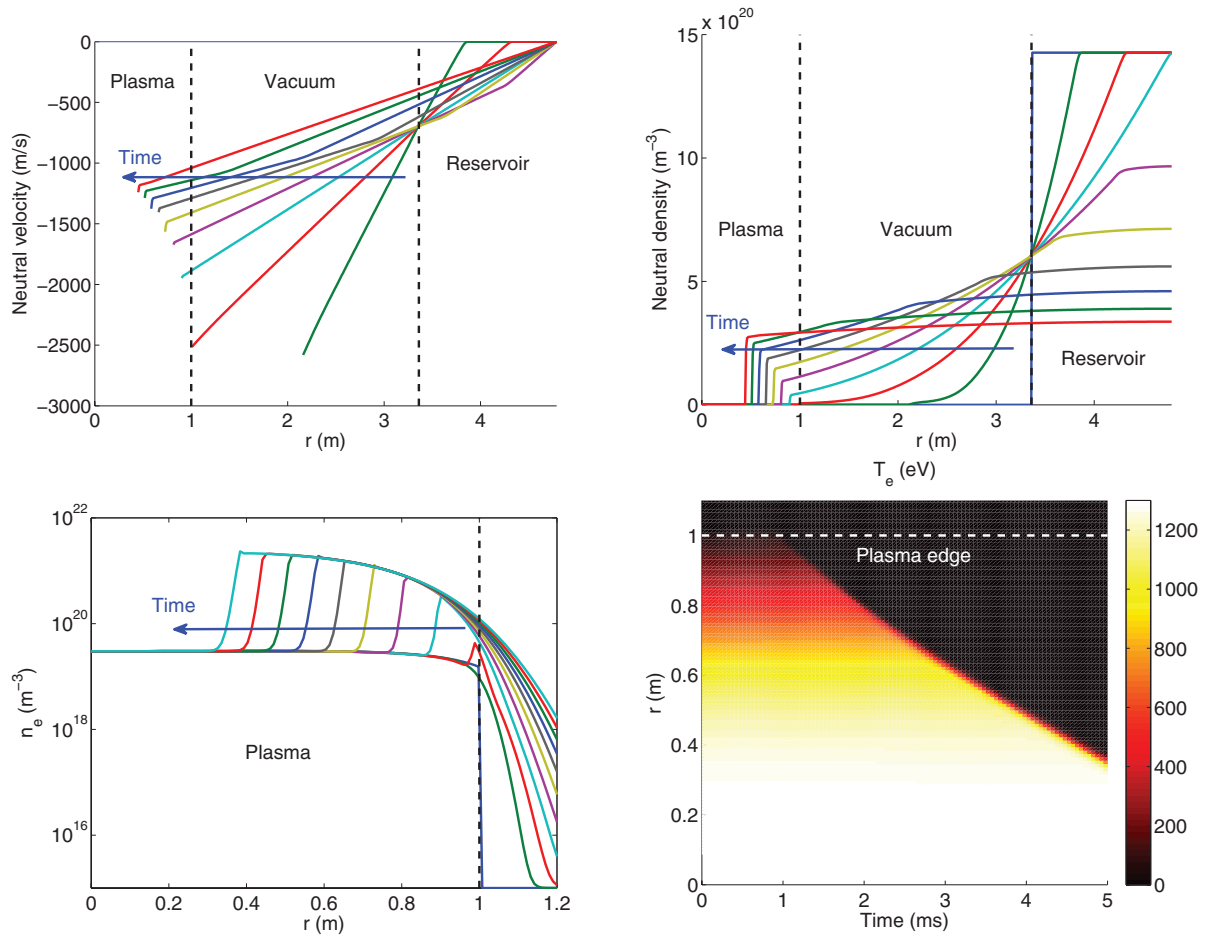 0
−500
−1000
−1500
−2000
−2500
−3000
Neutral velocity (m/s)
Plasma
Vacuum
Time
Reservoir
0 1 2 3 4
r (m)
15 x 10^20
10
5
0
Neutral density (m^−3)
Plasma
Vacuum
Time
Reservoir
0 1 2 3 4
r (m)
10^22
10^20
10^18
10^16
n_e (m^−3)
Time
Plasma
0 0.2 0.4 0.6 0.8 1 1.2
r (m)
T_e (eV)
1
0.8
0.6
0.4
0.2
0
r (m)
Plasma edge
0 1 2 3 4 5
Time (ms)
1200
1000
800
600
400
200
0